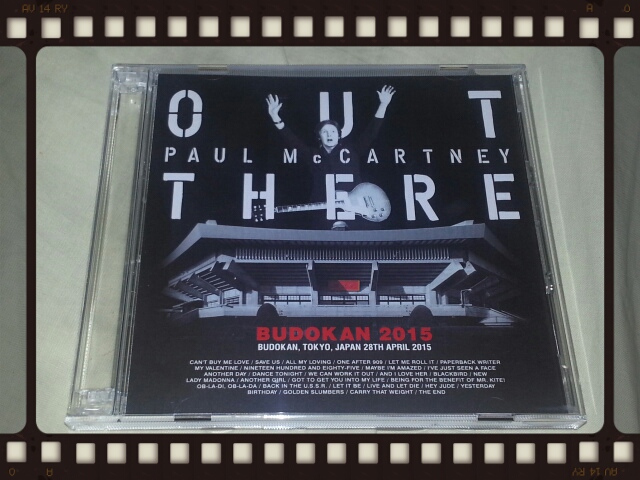 AU 14 RY
A
.O
OUT
PAUL McCARTNEY
THERE
BUDOKAN 2015
BUDOKAN, TOKYO, JAPAN 28TH APRIL 2015
CAN'T BUY ME LOVE / SAVE US / ALL MY LOVING / ONE AFTER 909 / LET ME ROLL IT / PAPERBACK WRITER
MY VALENTINE / NINETEEN HUNDRED AND EIGHTY-FIVE / MAYBE I'M AMAZED / I'VE JUST SEEN A FACE
ANOTHER DAY / DANCE TONIGHT / WE CAN WORK IT OUT / AND I LOVE HER / BLACKBIRD / NEW
LADY MADONNA / ANOTHER GIRL / GOT TO GET YOU INTO MY LIFE / BEING FOR THE BENEFIT OF MR. KITE!
OB-LA-DI, OB-LA-DA / BACK IN THE U.S.S.R. / LET IT BE / LIVE AND LET DIE / HEY JUDE / YESTERDAY
BIRTHDAY / GOLDEN SLUMBERS / CARRY THAT WEIGHT / THE END
O.
A
AU 14 RY